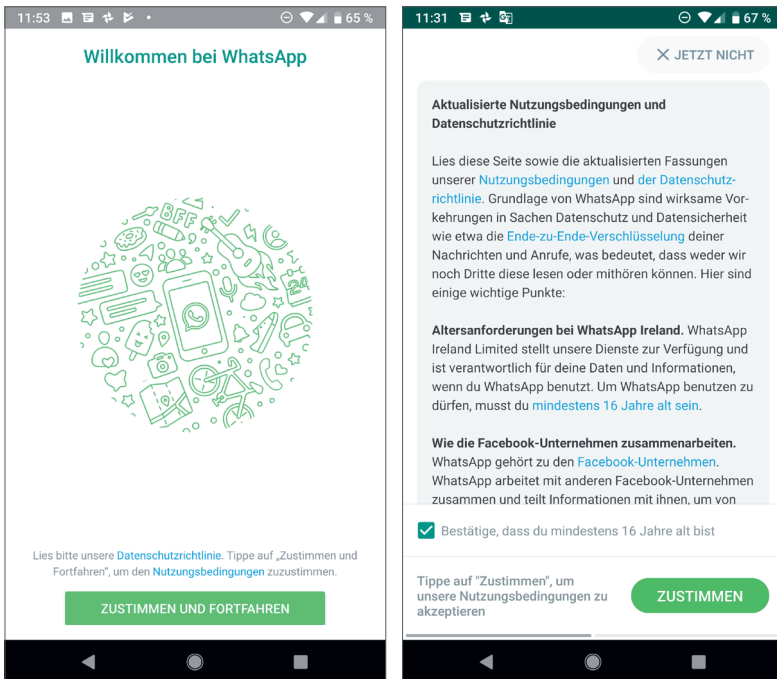 11:53
65 %
Willkommen bei WhatsApp
BFF
24
Lies bitte unsere Datenschutzrichtlinie. Tippe auf „Zustimmen und
Fortfahren“, um den Nutzungsbedingungen zuzustimmen.
ZUSTIMMEN UND FORTFAHREN
11:31
67 %
JETZT NICHT
Aktualisierte Nutzungsbedingungen und
Datenschutzrichtlinie
Lies diese Seite sowie die aktualisierten Fassungen
unserer Nutzungsbedingungen und der Datenschutz-
richtlinie. Grundlage von WhatsApp sind wirksame Vor-
kehrungen in Sachen Datenschutz und Datensicherheit
wie etwa die Ende-zu-Ende-Verschlüsselung deiner
Nachrichten und Anrufe, was bedeutet, dass weder wir
noch Dritte diese lesen oder mithören können. Hier sind
einige wichtige Punkte:
Altersanforderungen bei WhatsApp Ireland. WhatsApp
Ireland Limited stellt unsere Dienste zur Verfügung und
ist verantwortlich für deine Daten und Informationen,
wenn du WhatsApp benutzt. Um WhatsApp benutzen zu
dürfen, musst du mindestens 16 Jahre alt sein.
Wie die Facebook-Unternehmen zusammenarbeiten.
WhatsApp gehört zu den Facebook-Unternehmen.
WhatsApp arbeitet mit anderen Facebook-Unternehmen
zusammen und teilt Informationen mit ihnen, um von
Bestätige, dass du mindestens 16 Jahre alt bist
Tippe auf "Zustimmen", um
unsere Nutzungsbedingungen zu
akzeptieren
ZUSTIMMEN